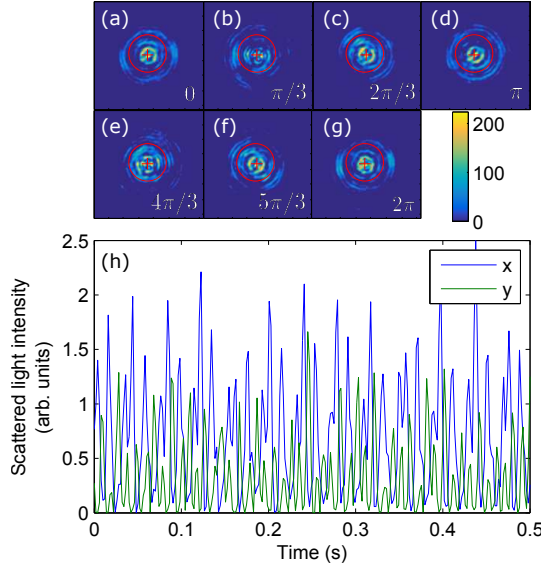 (a) (b) (c) (d)
0 π/3 2π/3 π
(e) (f) (g)
4π/3 5π/3 2π
200
100
0
(h)
x
y
Scattered light intensity
(arb. units)
2.5
2
1.5
1
0.5
0
0 0.1 0.2 0.3 0.4 0.5
Time (s)